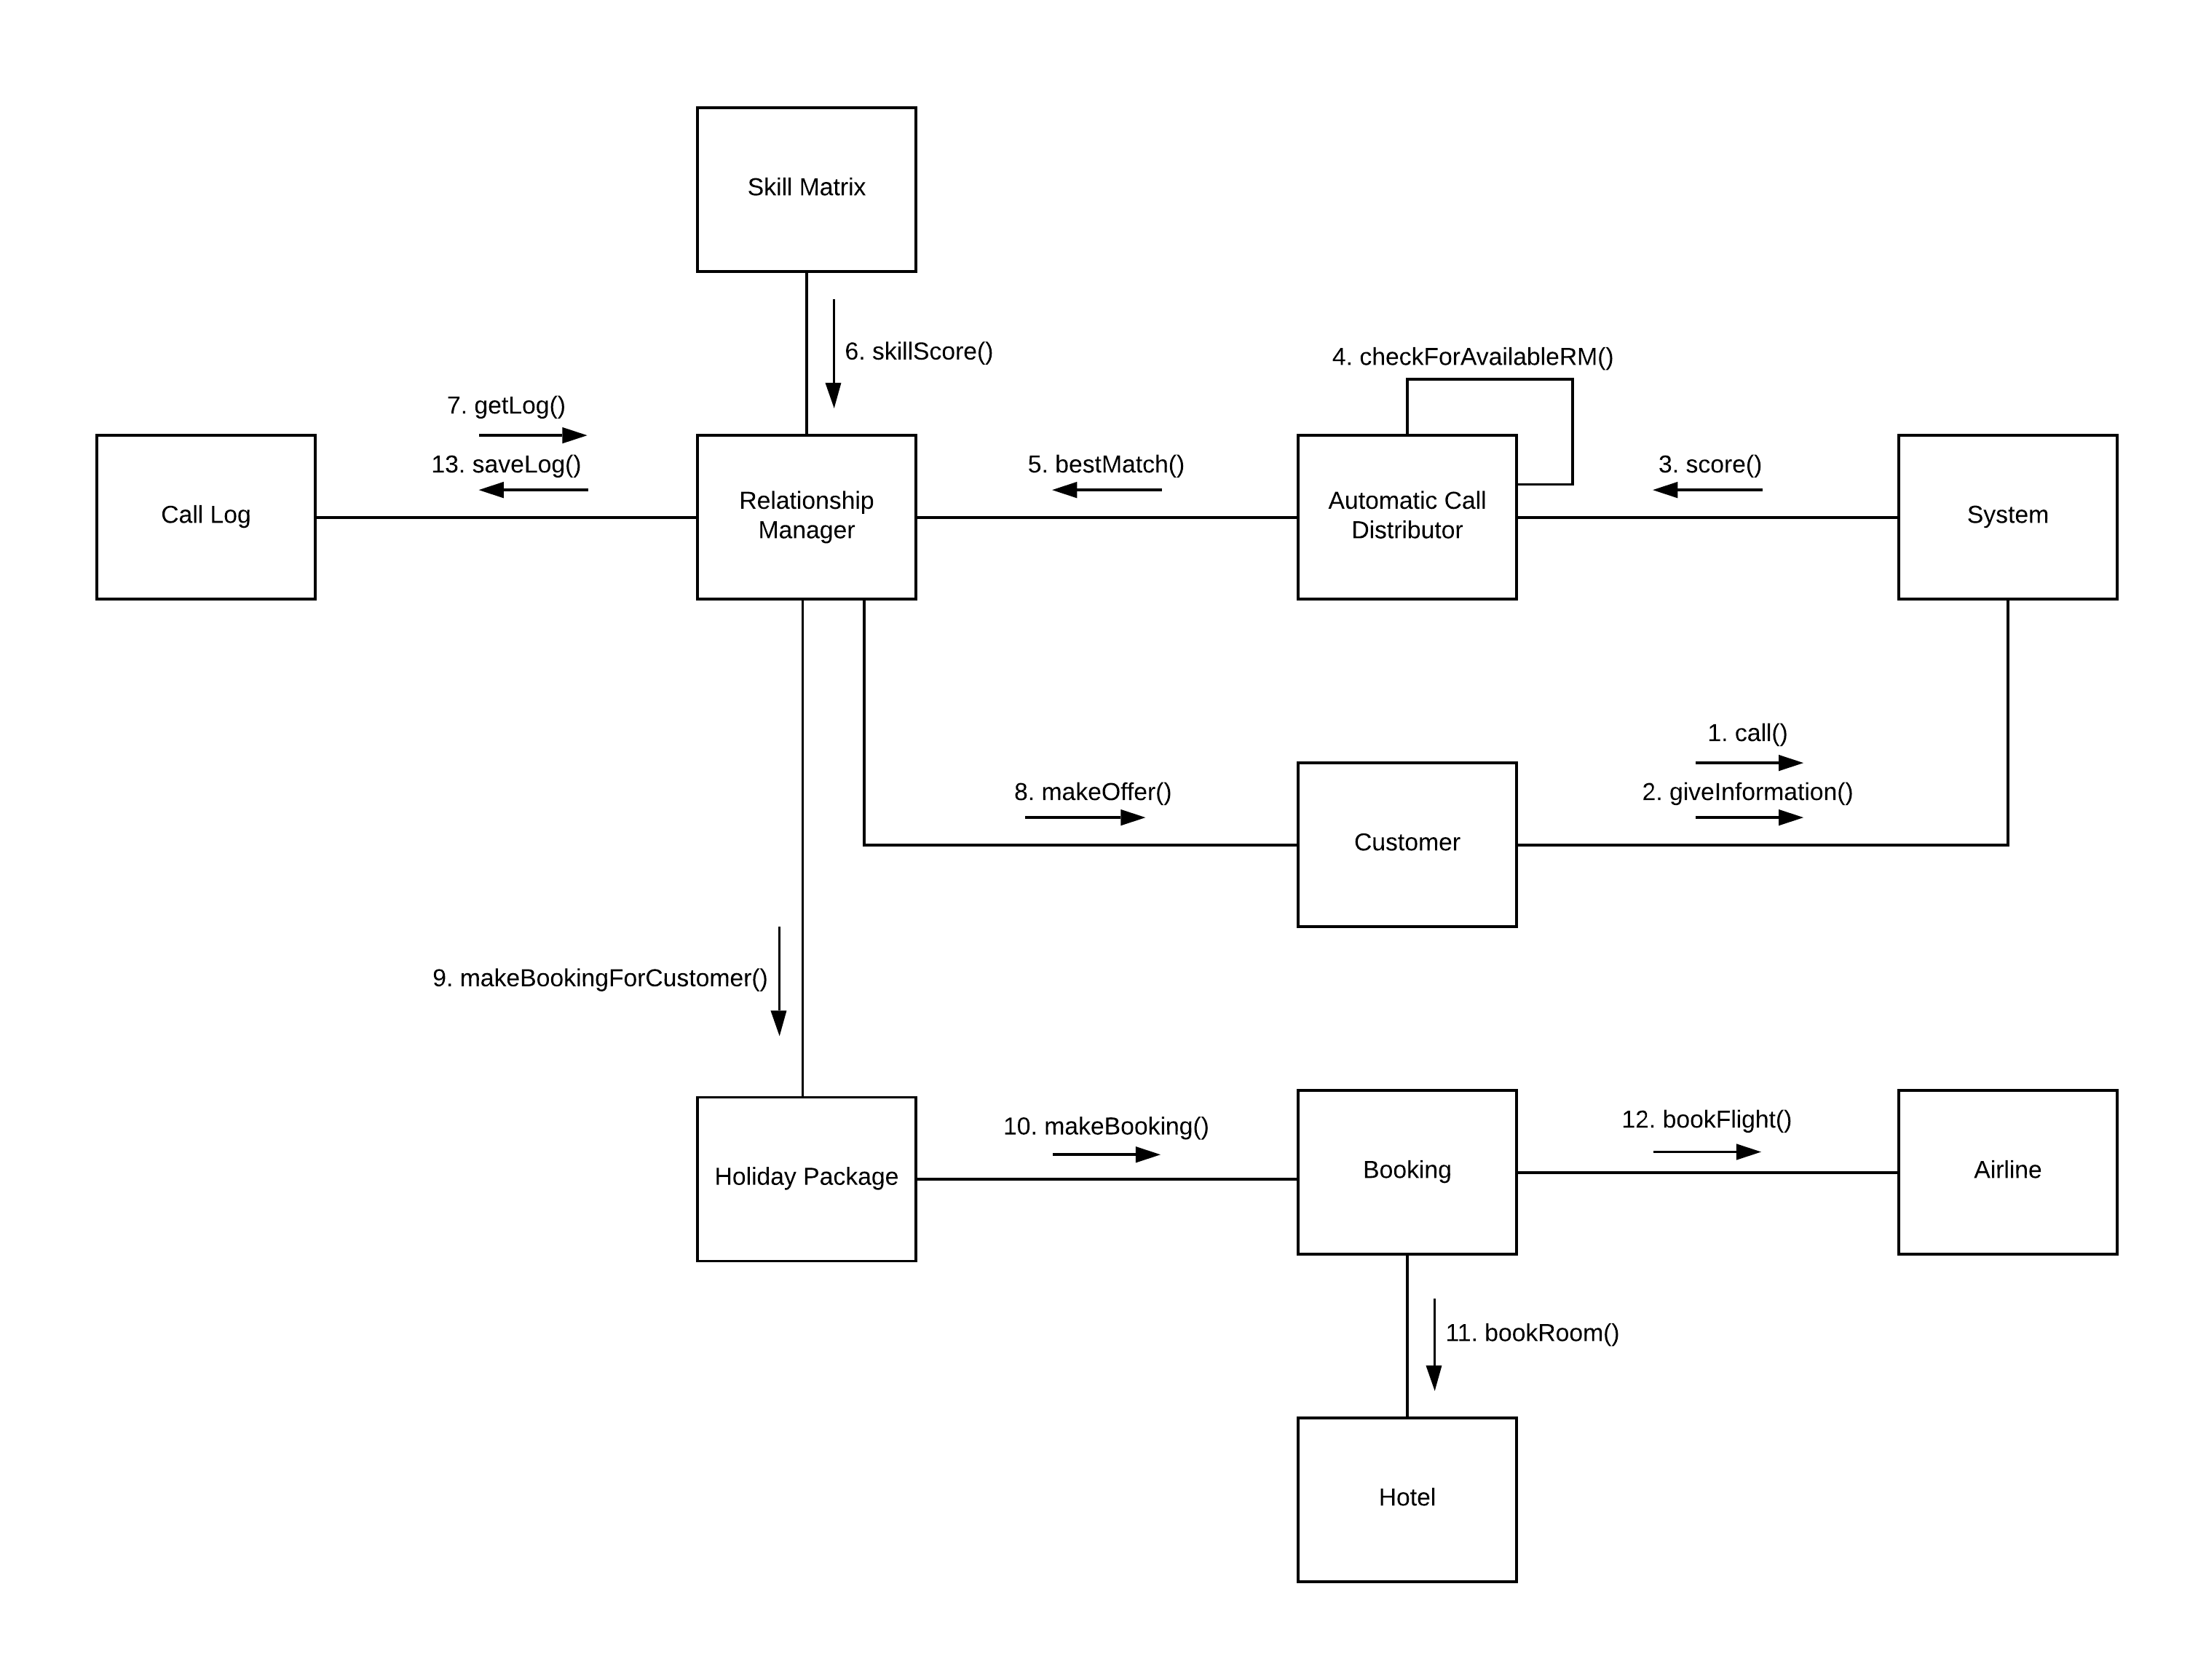 Skill Matrix
6. skillScore()
4. checkForAvailableRM()
7. getLog()
13. saveLog()
5. bestMatch()
3. score()
Call Log
Relationship
Manager
Automatic Call
Distributor
System
1. call()
8. makeOffer()
2. giveInformation()
Customer
9. makeBookingForCustomer()
10. makeBooking()
12. bookFlight()
Holiday Package
Booking
Airline
11. bookRoom()
Hotel